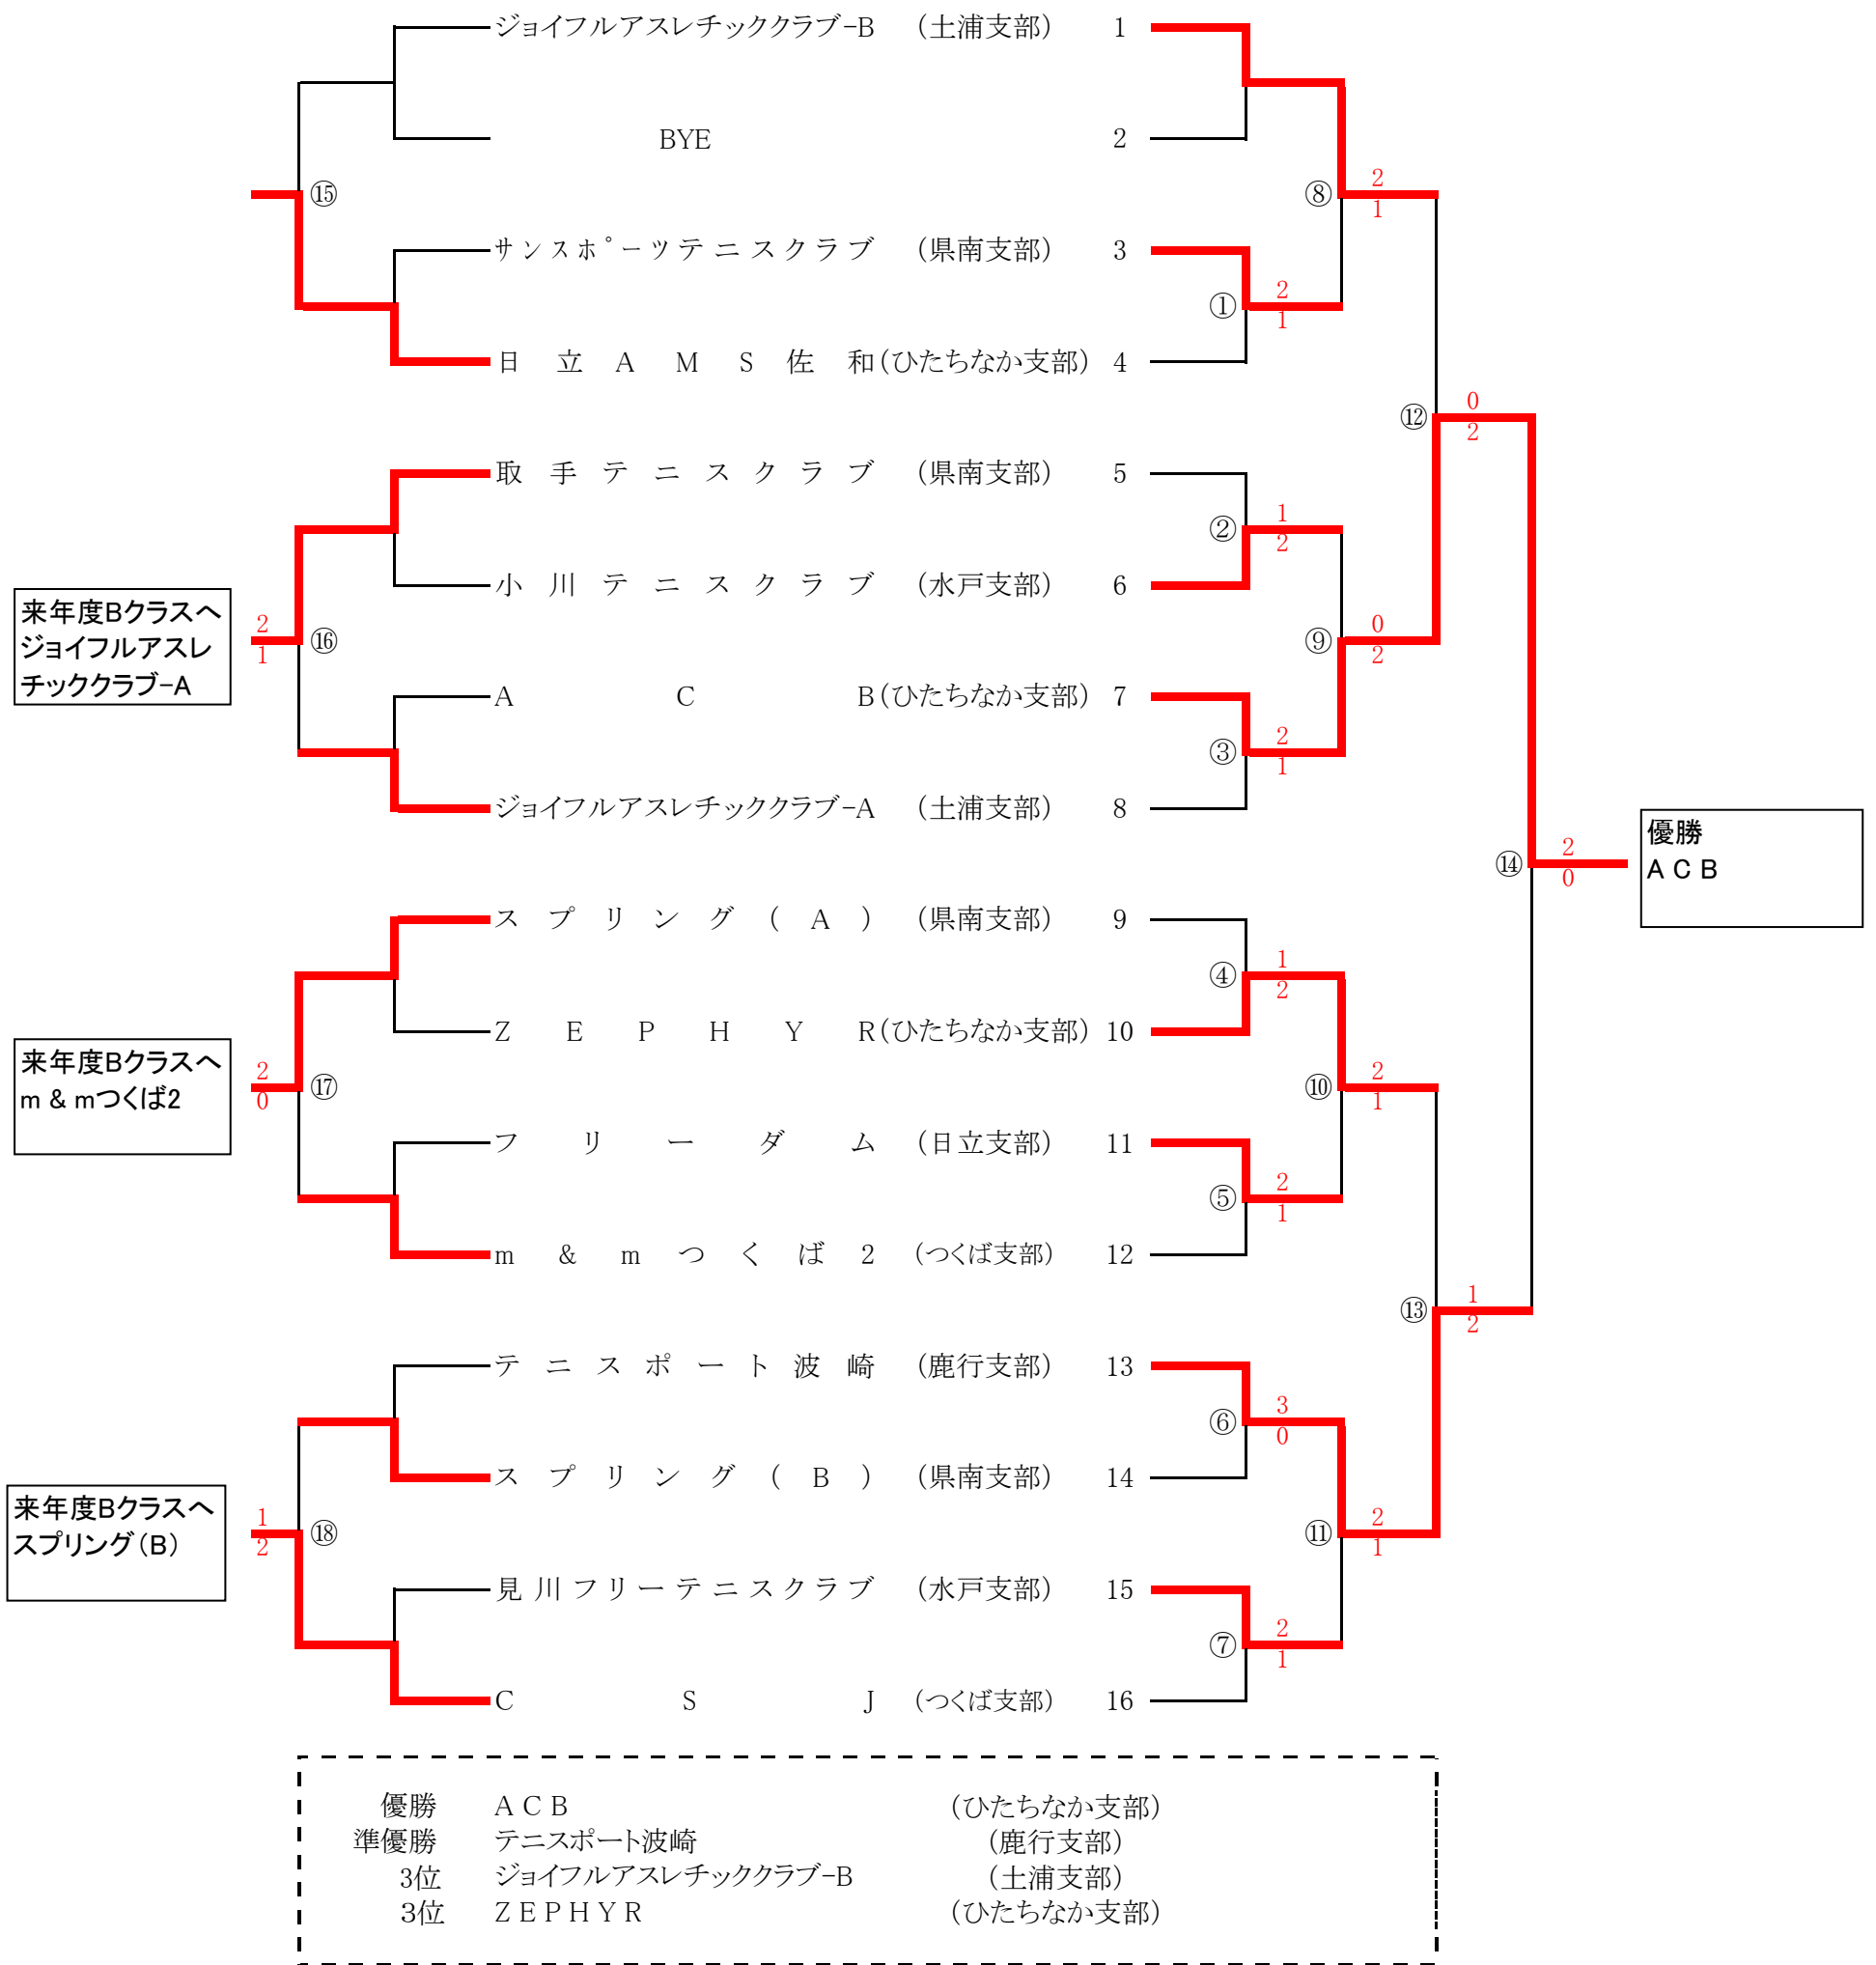 ジョイフルアスレチッククラブ-B (土浦支部) 1
BYE 2
⑮ ⑧ 2
1
サンスポーツテニスクラブ (県南支部) 3
① 2
1
日立AMS佐和(ひたちなか支部) 4
⑫ 0
2
取手テニスクラブ (県南支部) 5
② 1
2
小川テニスクラブ (水戸支部) 6
来年度Bクラスへ
ジョイフルアスレ
チッククラブ-A
2
1
⑯ ⑨ 0
2
ACB(ひたちなか支部) 7
③ 2
1
ジョイフルアスレチッククラブ-A (土浦支部) 8
⑭ 2
0
優勝
ACB
スプリング(A) (県南支部) 9
④ 1
2
ZEPHYR(ひたちなか支部) 10
来年度Bクラスへ
m & mつくば2
2
0
⑰ ⑩ 2
1
フリーダム (日立支部) 11
⑤ 2
1
m&mつくば2 (つくば支部) 12
⑬ 1
2
テニスポート波崎 (鹿行支部) 13
⑥ 3
0
スプリング(B) (県南支部) 14
来年度Bクラスへ
スプリング(B)
1
2
⑱ ⑪ 2
1
見川フリーテニスクラブ (水戸支部) 15
⑦ 2
1
CSJ (つくば支部) 16
優勝 ACB (ひたちなか支部)
準優勝 テニスポート波崎 (鹿行支部)
3位 ジョイフルアスレチッククラブ-B (土浦支部)
3位 ZEPHYR (ひたちなか支部)